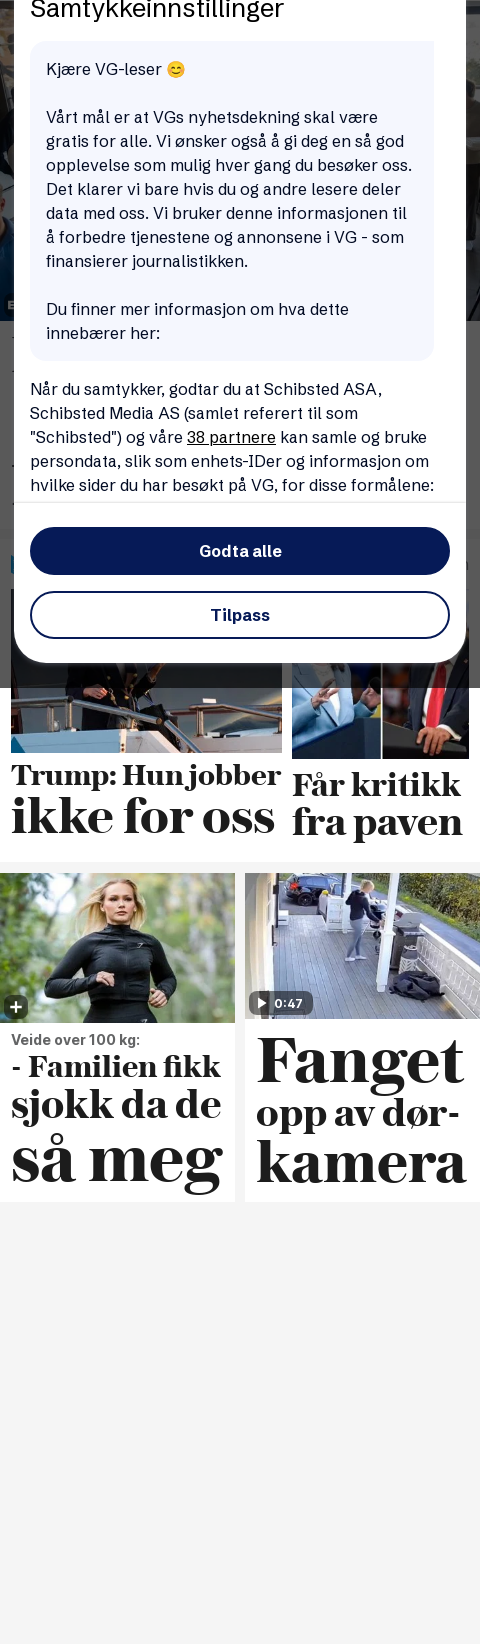 Samtykkeinnstillinger
Kjære VG-leser 😊
Vårt mål er at VGs nyhetsdekning skal være
gratis for alle. Vi ønsker også å gi deg en så god
opplevelse som mulig hver gang du besøker oss.
Det klarer vi bare hvis du og andre lesere deler
data med oss. Vi bruker denne informasjonen til
å forbedre tjenestene og annonsene i VG - som
finansierer journalistikken.
Du finner mer informasjon om hva dette
innebærer her:
Når du samtykker, godtar du at Schibsted ASA,
Schibsted Media AS (samlet referert til som
"Schibsted") og våre 38 partnere kan samle og bruke
persondata, slik som enhets-IDer og informasjon om
hvilke sider du har besøkt på VG, for disse formålene:
Godta alle
Tilpass
Trump: Hun jobber
ikke for oss
Får kritikk
fra paven
Veide over 100 kg:
- Familien fikk
sjokk da de
så meg
0:47
Fanget
opp av dør-
kamera